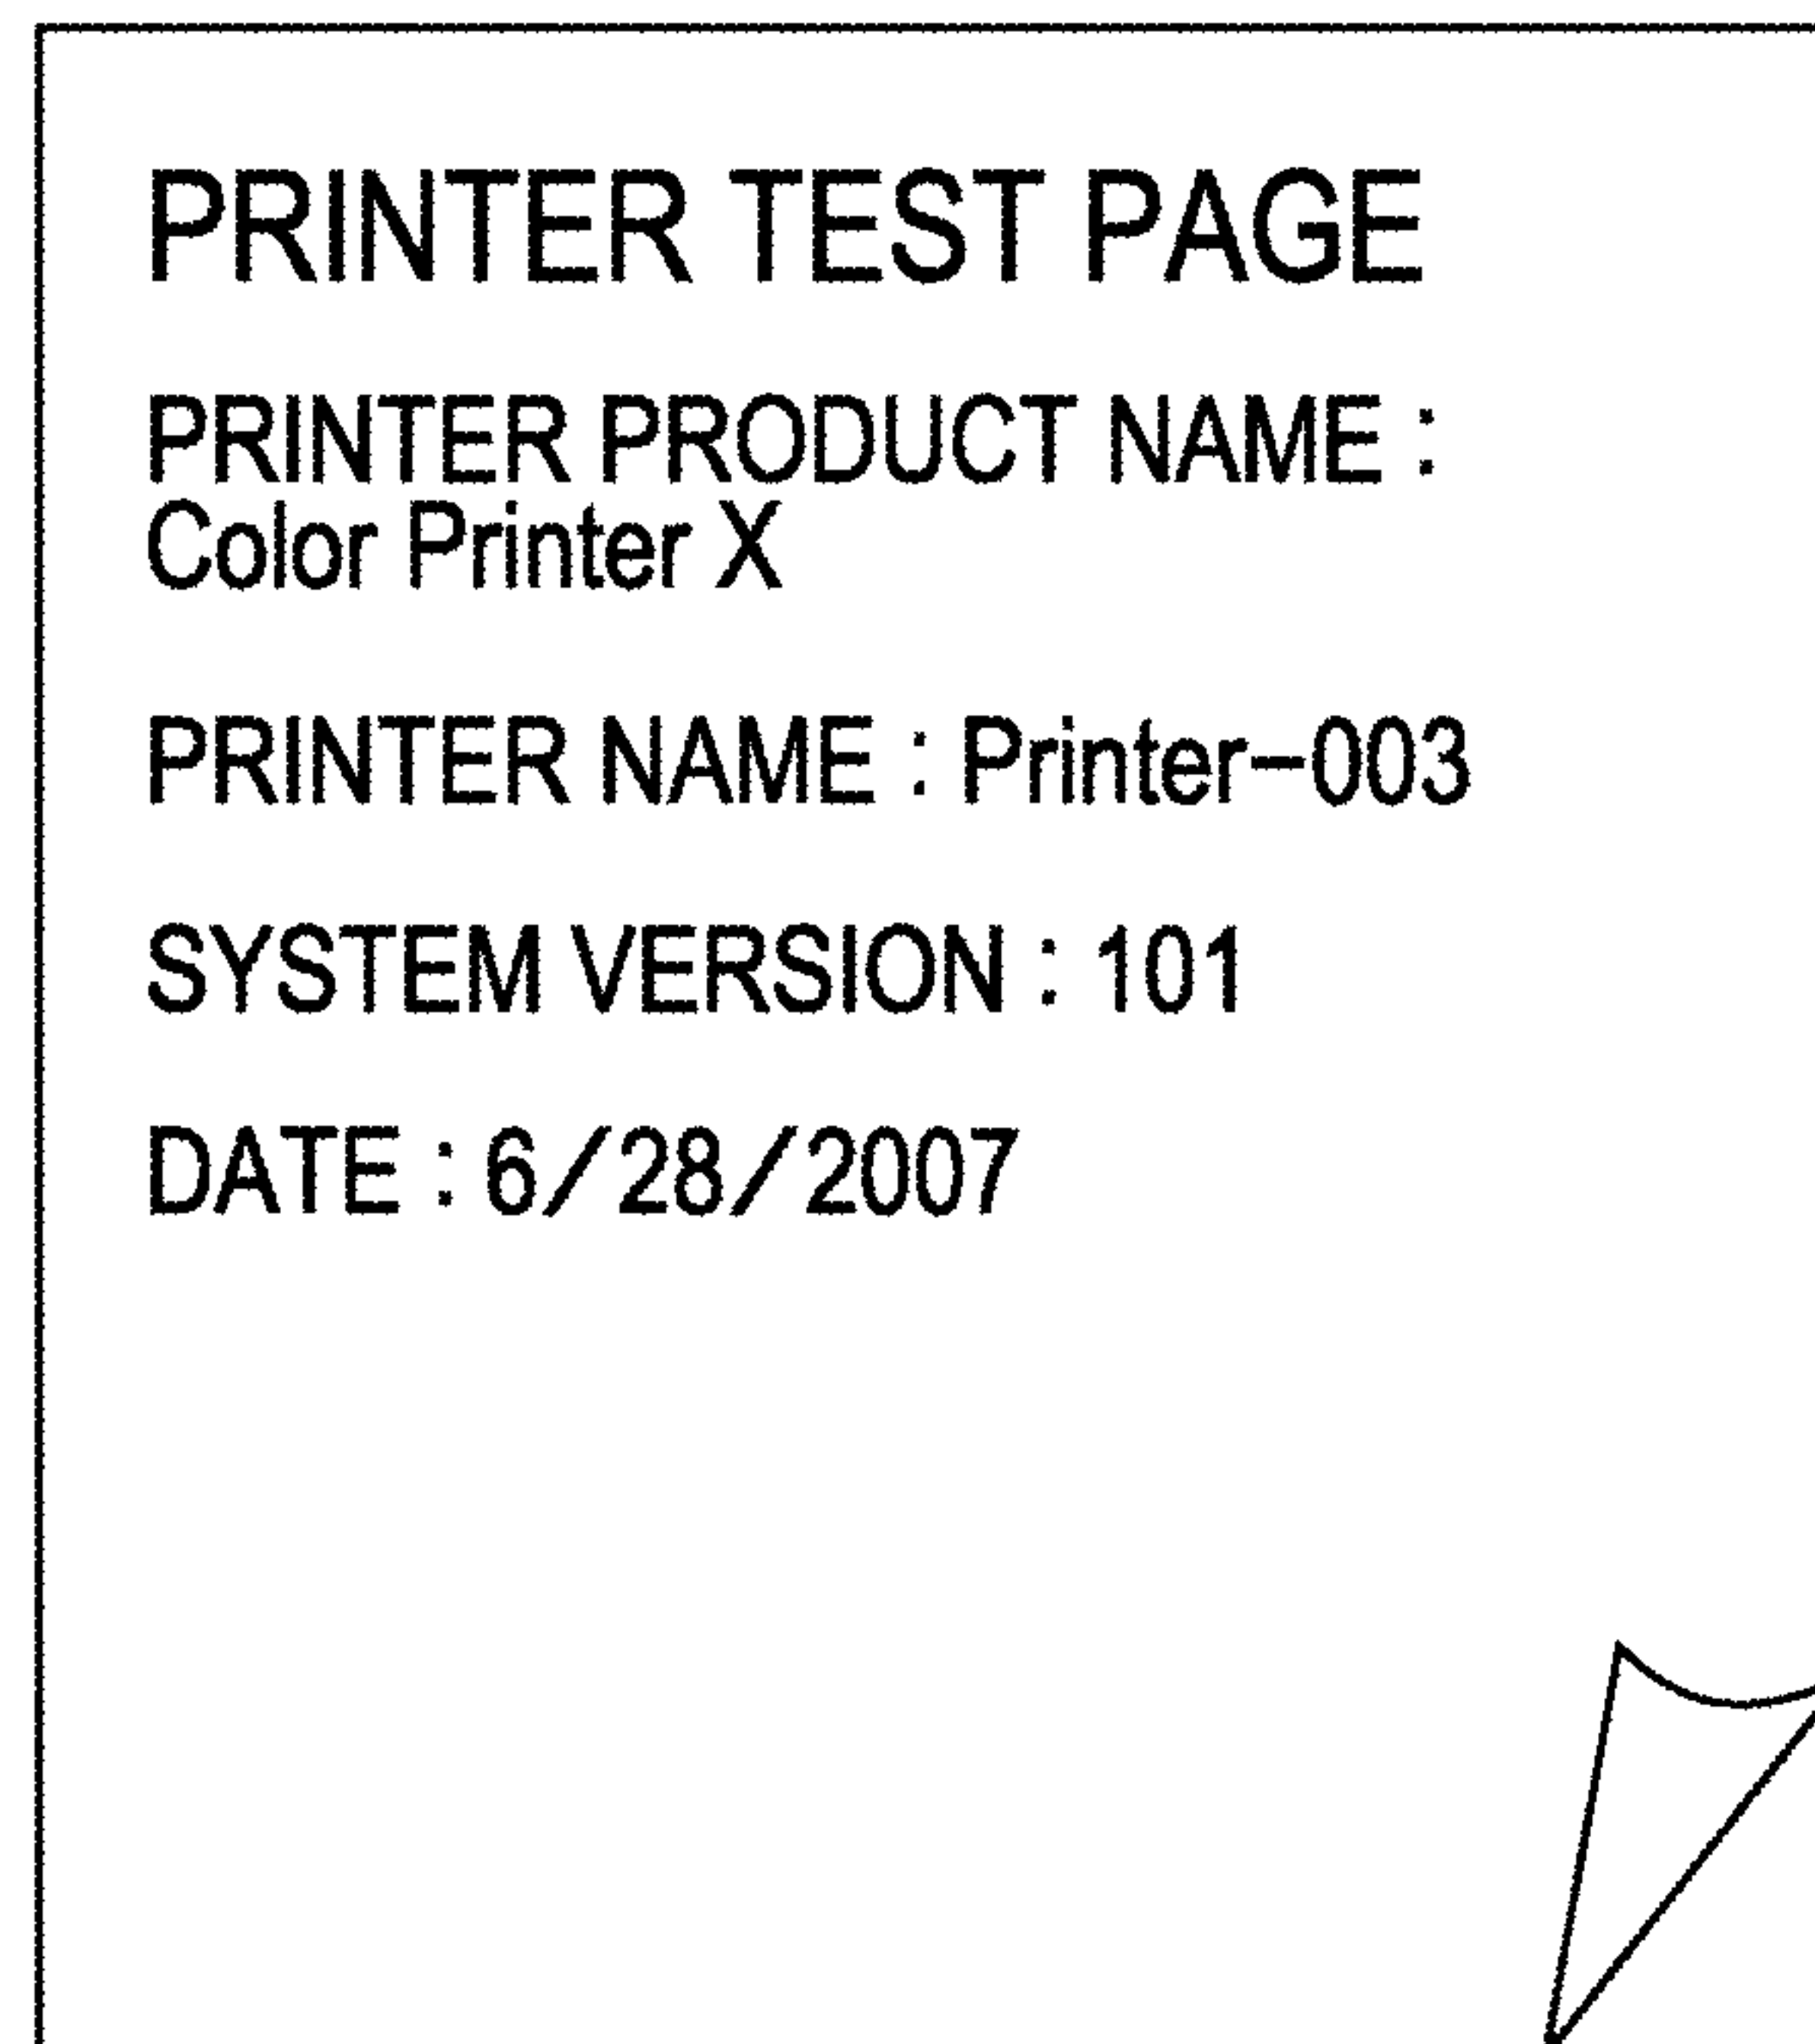 PRINTER TEST PAGE
PRINTER PRODUCT NAME :
Color Printer X
PRINTER NAME : Printer-003
SYSTEM VERSION : 101
DATE : 6/28/2007